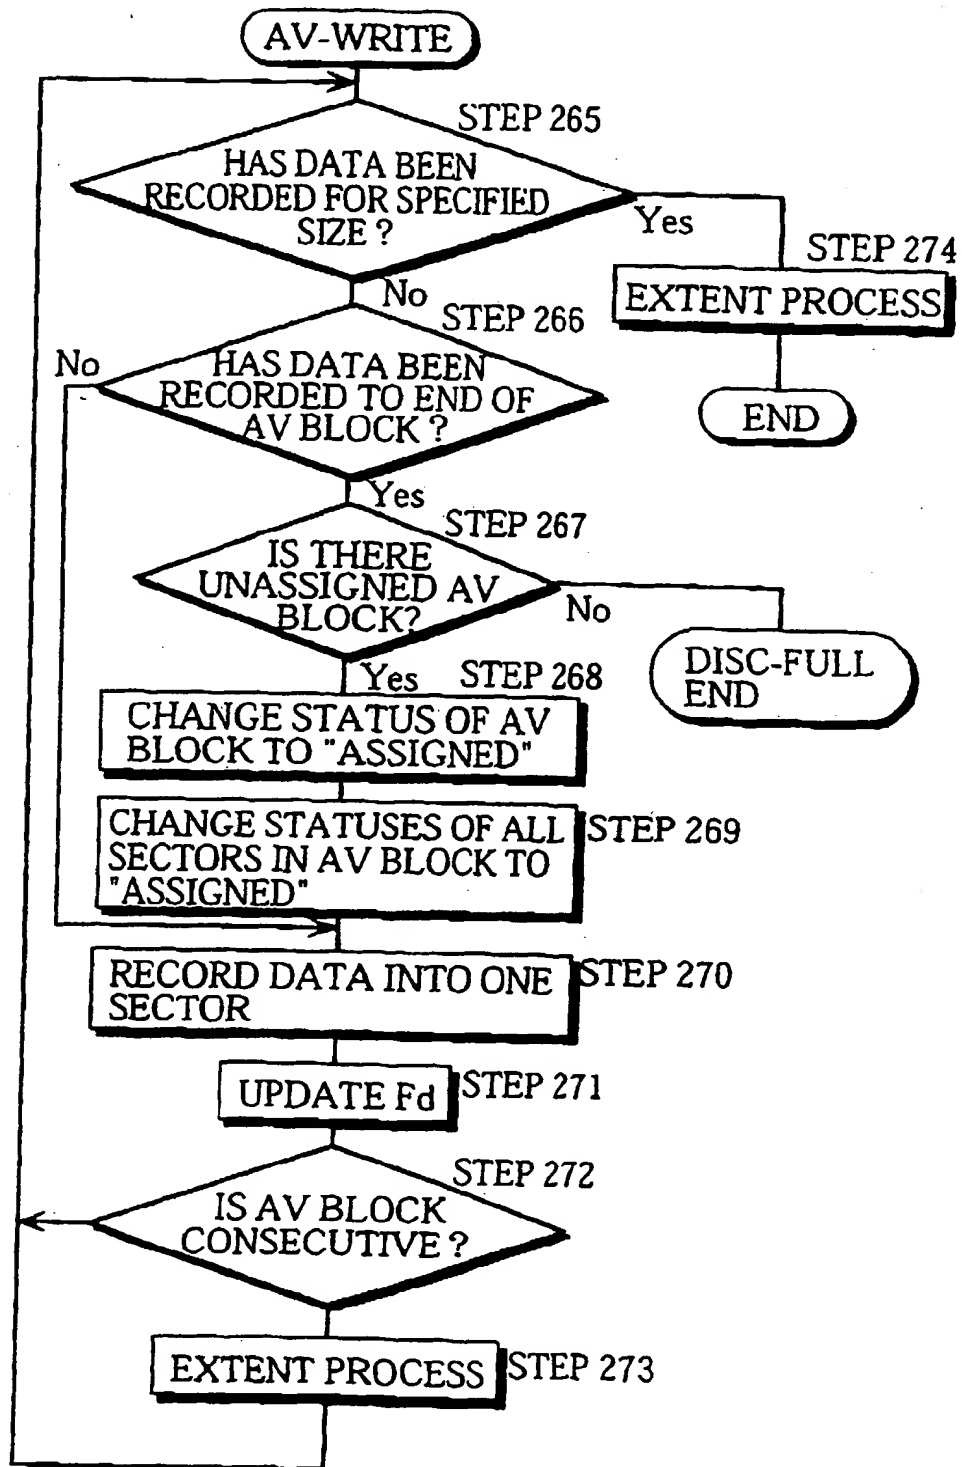 AV-WRITE
STEP 265
HAS DATA BEEN
RECORDED FOR SPECIFIED
SIZE ?
Yes
STEP 274
EXTENT PROCESS
END
No
STEP 266
No
HAS DATA BEEN
RECORDED TO END OF
AV BLOCK ?
Yes
STEP 267
IS THERE
UNASSIGNED AV
BLOCK?
No
DISC-FULL
END
Yes
STEP 268
CHANGE STATUS OF AV
BLOCK TO "ASSIGNED"
CHANGE STATUSES OF ALL
SECTORS IN AV BLOCK TO
"ASSIGNED"
STEP 269
RECORD DATA INTO ONE
SECTOR
STEP 270
UPDATE Fd
STEP 271
STEP 272
IS AV BLOCK
CONSECUTIVE ?
EXTENT PROCESS
STEP 273